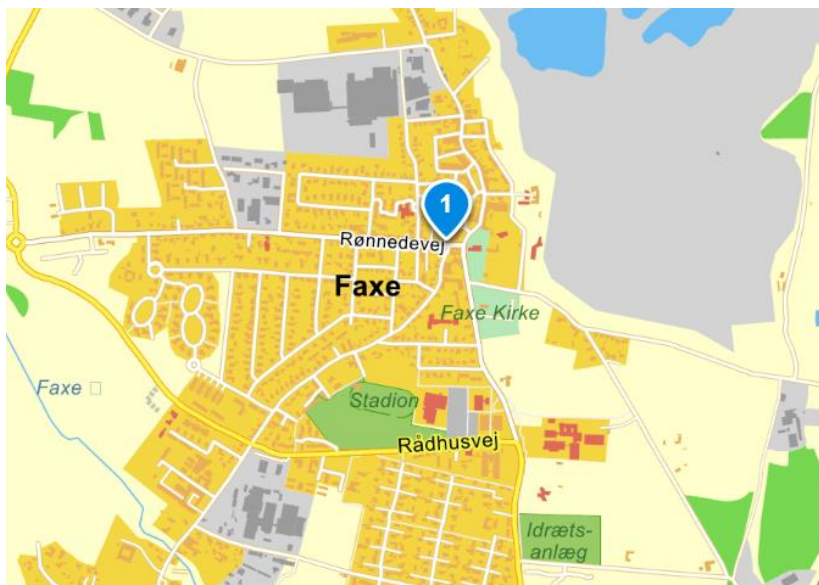 1
Rønnedevej
Faxe
Faxe Kirke
Faxe
Stadion
Rådhusvej
Idræts-
anlæg